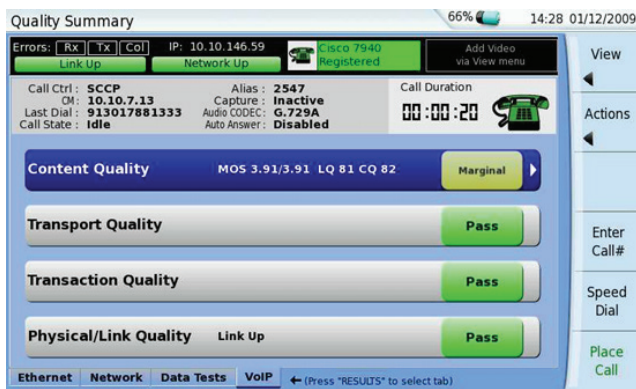 Quality Summary
66%
14:28 01/12/2009
Errors: Rx Tx Col IP: 10.10.146.59
Link Up
Network Up
Cisco 7940
Registered
Add Video
via View menu
Call Ctrl : SCCP
CM : 10.10.7.13
Last Dial : 913017881333
Call State : Idle
Alias : 2547
Capture : Inactive
Audio CODEC: G.729A
Auto Answer : Disabled
Call Duration
00:00:20
Content Quality MOS 3.91/3.91 LQ 81 CQ 82 Marginal
Transport Quality Pass
Transaction Quality Pass
Physical/Link Quality Link Up Pass
Ethernet Network Data Tests VoIP ← (Press "RESULTS" to select tab)
View
Actions
Enter
Call#
Speed
Dial
Place
Call